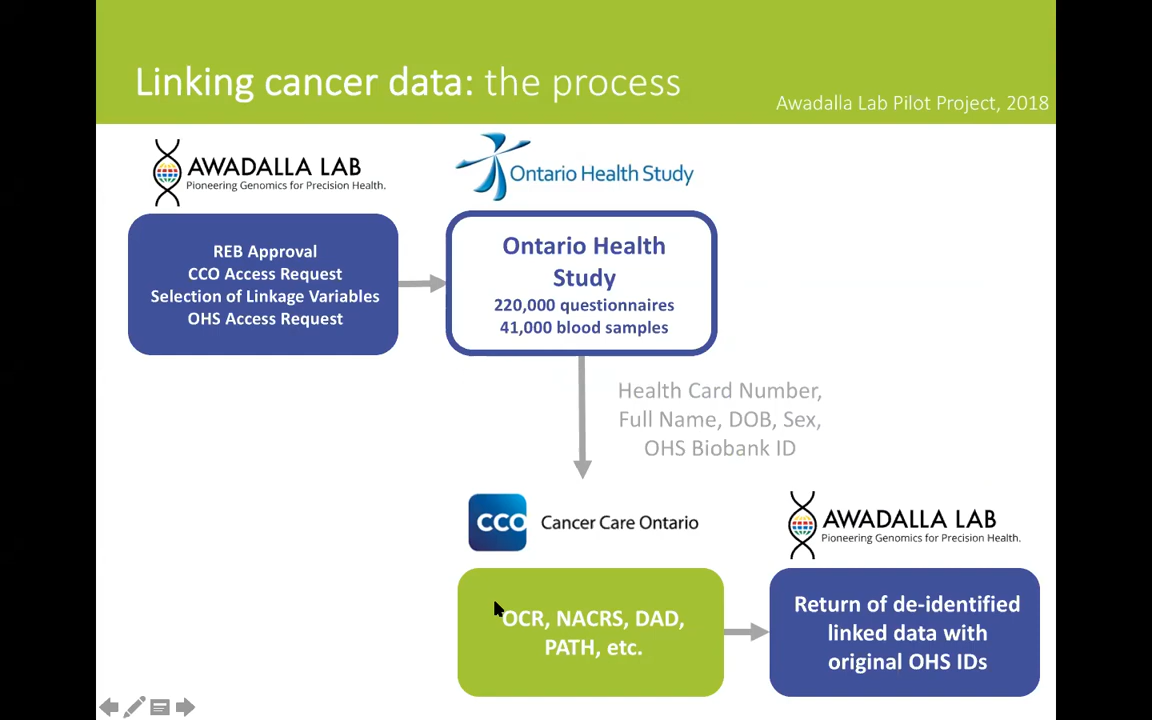 Linking cancer data: the process
Awadalla Lab Pilot Project, 2018
AWADALLA LAB
Pioneering Genomics for Precision Health.
Ontario Health Study
REB Approval
CCO Access Request
Selection of Linkage Variables
OHS Access Request
Ontario Health
Study
220,000 questionnaires
41,000 blood samples
Health Card Number,
Full Name, DOB, Sex,
OHS Biobank ID
CCO
Cancer Care Ontario
AWADALLA LAB
Pioneering Genomics for Precision Health.
OCR, NACRS, DAD,
PATH, etc.
Return of de-identified
linked data with
original OHS IDs